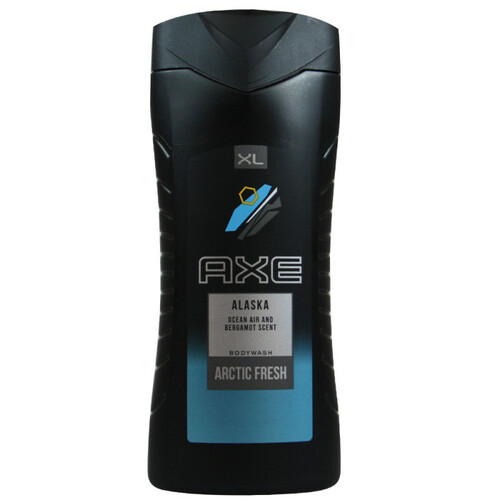 XL
AXE
ALASKA
OCEAN AIR AND
BERGAMOT SCENT
BODYWASH
ARCTIC FRESH